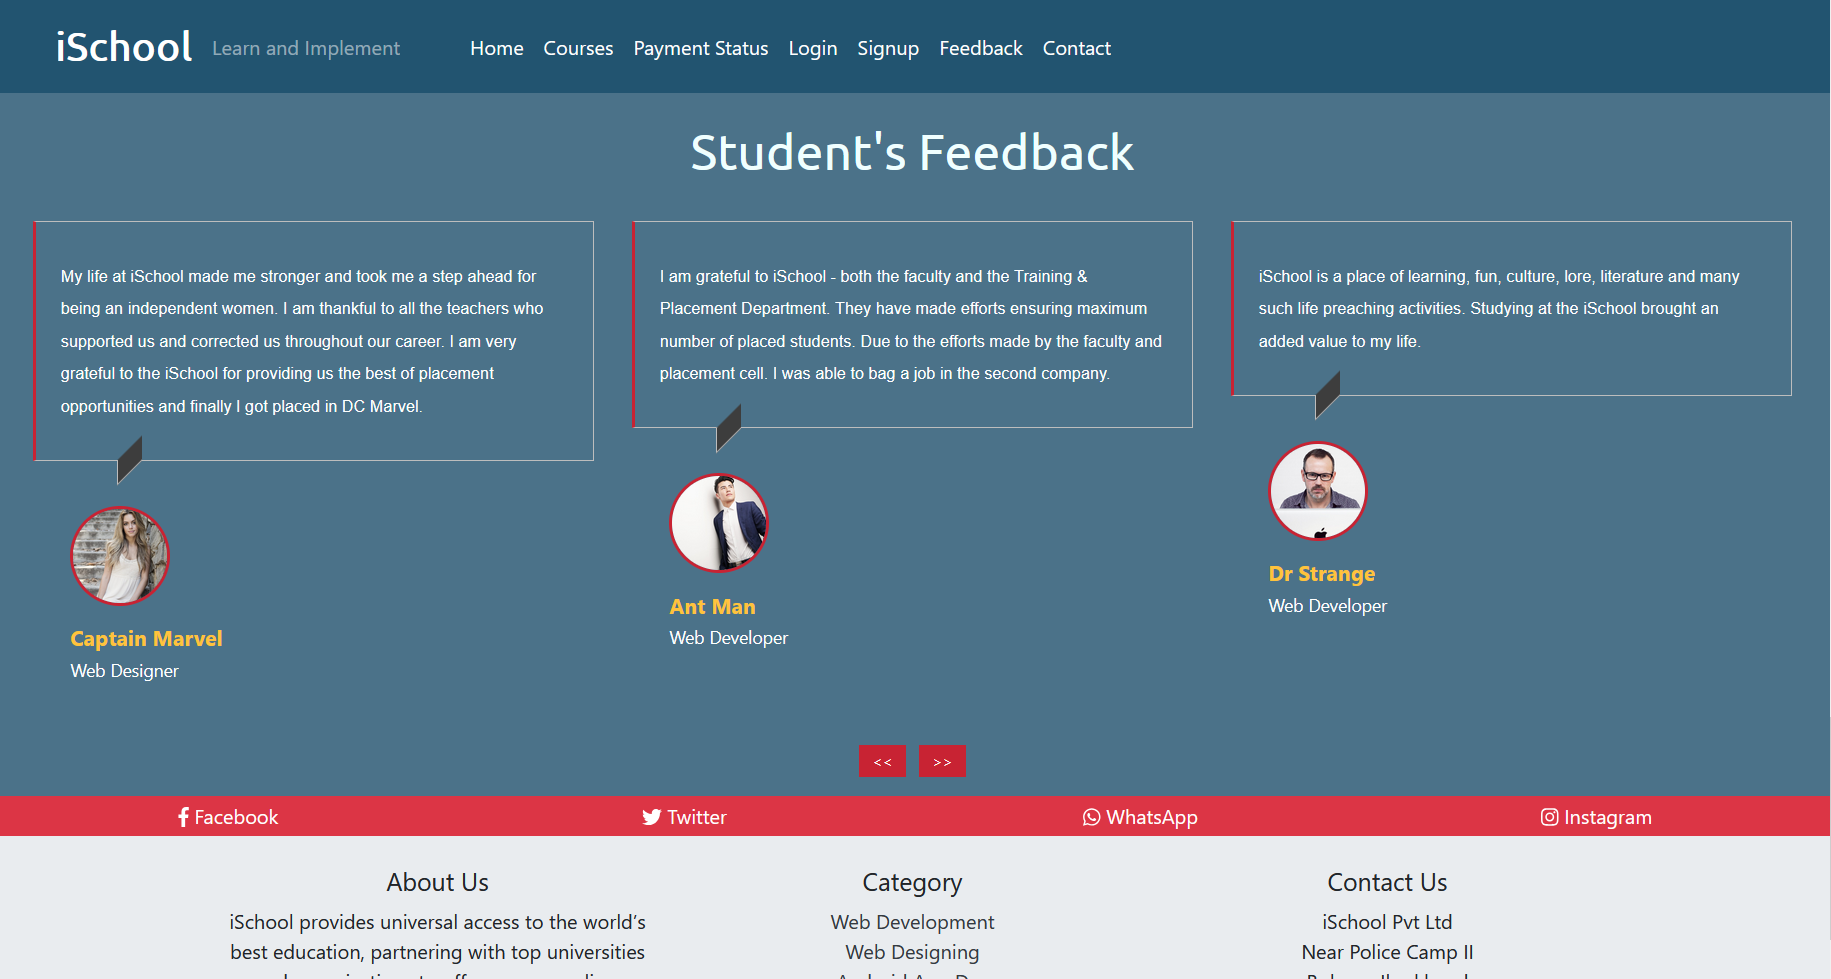 iSchool Learn and Implement Home Courses Payment Status Login Signup Feedback Contact
Student's Feedback
My life at iSchool made me stronger and took me a step ahead for
being an independent women. I am thankful to all the teachers who
supported us and corrected us throughout our career. I am very
grateful to the iSchool for providing us the best of placement
opportunities and finally I got placed in DC Marvel.
Captain Marvel
Web Designer
I am grateful to iSchool - both the faculty and the Training &
Placement Department. They have made efforts ensuring maximum
number of placed students. Due to the efforts made by the faculty and
placement cell. I was able to bag a job in the second company.
Ant Man
Web Developer
iSchool is a place of learning, fun, culture, lore, literature and many
such life preaching activities. Studying at the iSchool brought an
added value to my life.
Dr Strange
Web Developer
<< >>
Facebook Twitter WhatsApp Instagram
About Us
iSchool provides universal access to the world’s
best education, partnering with top universities
Category
Web Development
Web Designing
Contact Us
iSchool Pvt Ltd
Near Police Camp II